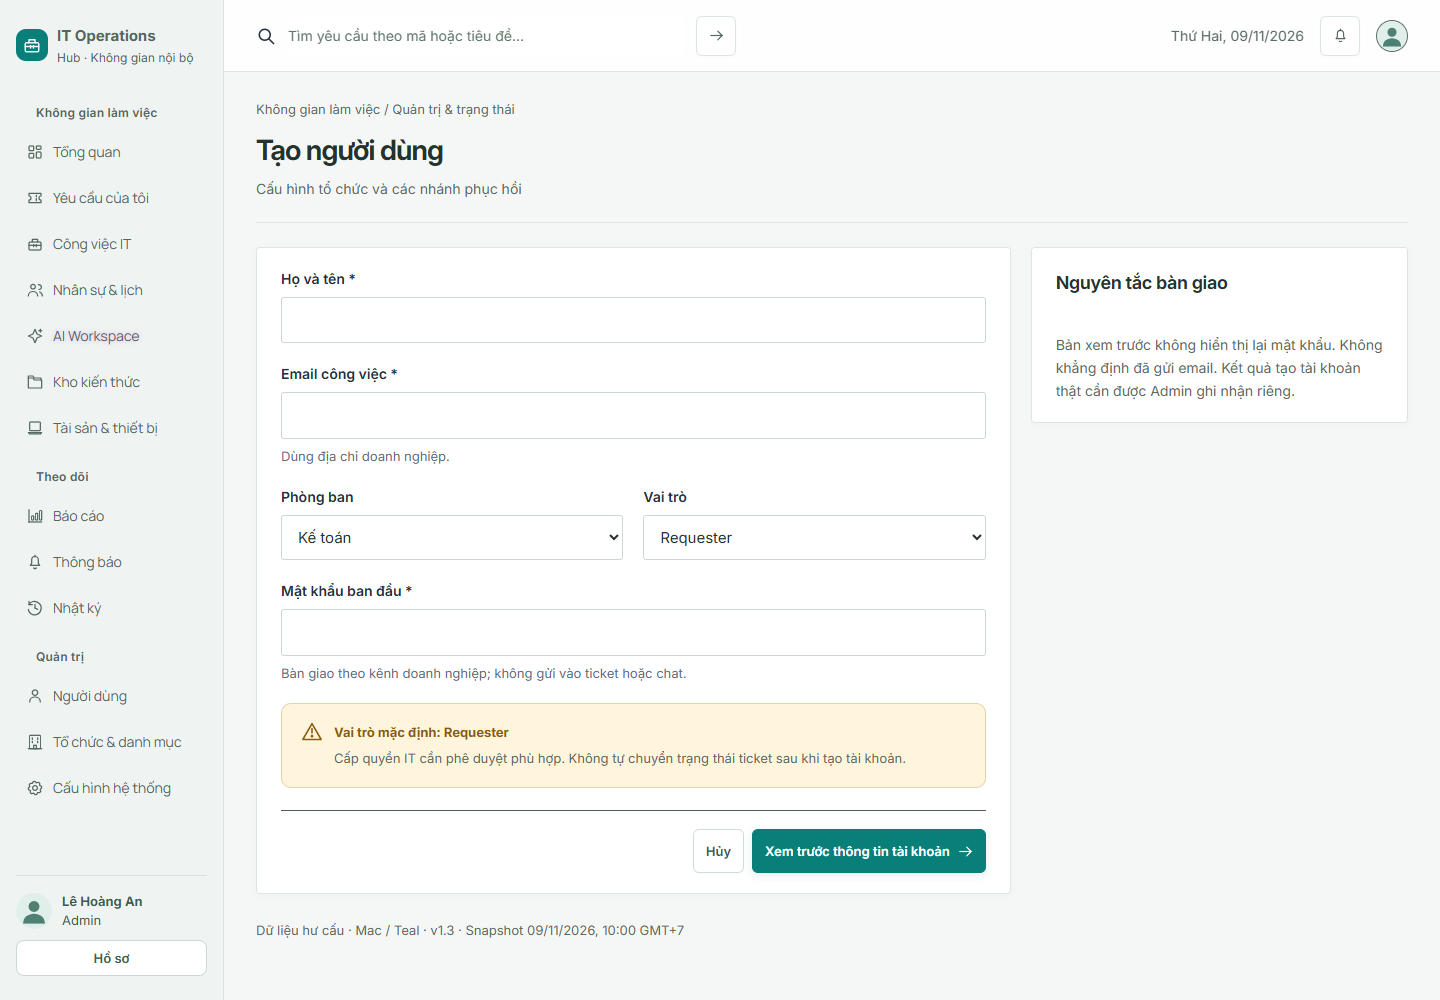 IT Operations
Hub · Không gian nội bộ
Tìm yêu cầu theo mã hoặc tiêu đề...
Thứ Hai, 09/11/2026
Không gian làm việc
Tổng quan
Yêu cầu của tôi
Công việc IT
Nhân sự & lịch
AI Workspace
Kho kiến thức
Tài sản & thiết bị
Theo dõi
Báo cáo
Thông báo
Nhật ký
Quản trị
Người dùng
Tổ chức & danh mục
Cấu hình hệ thống
Lê Hoàng An
Admin
Hồ sơ
Không gian làm việc / Quản trị & trạng thái
Tạo người dùng
Cấu hình tổ chức và các nhánh phục hồi
Họ và tên *
Email công việc *
Dùng địa chỉ doanh nghiệp.
Phòng ban
Vai trò
Kế toán
Requester
Mật khẩu ban đầu *
Bàn giao theo kênh doanh nghiệp; không gửi vào ticket hoặc chat.
Vai trò mặc định: Requester
Cấp quyền IT cần phê duyệt phù hợp. Không tự chuyển trạng thái ticket sau khi tạo tài khoản.
Hủy
Xem trước thông tin tài khoản
Nguyên tắc bàn giao
Bản xem trước không hiển thị lại mật khẩu. Không
khẳng định đã gửi email. Kết quả tạo tài khoản
thật cần được Admin ghi nhận riêng.
Dữ liệu hư cấu · Mac / Teal · v1.3 · Snapshot 09/11/2026, 10:00 GMT+7